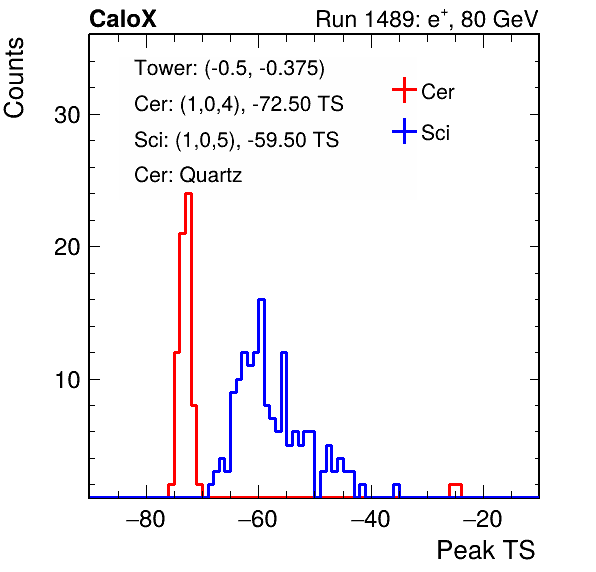 CaloX Run 1489: e⁺, 80 GeV
Counts
Tower: (-0.5, -0.375)
Cer: (1,0,4), -72.50 TS
Sci: (1,0,5), -59.50 TS
Cer: Quartz
Cer
Sci
30
20
10
−80 −60 −40 −20
Peak TS